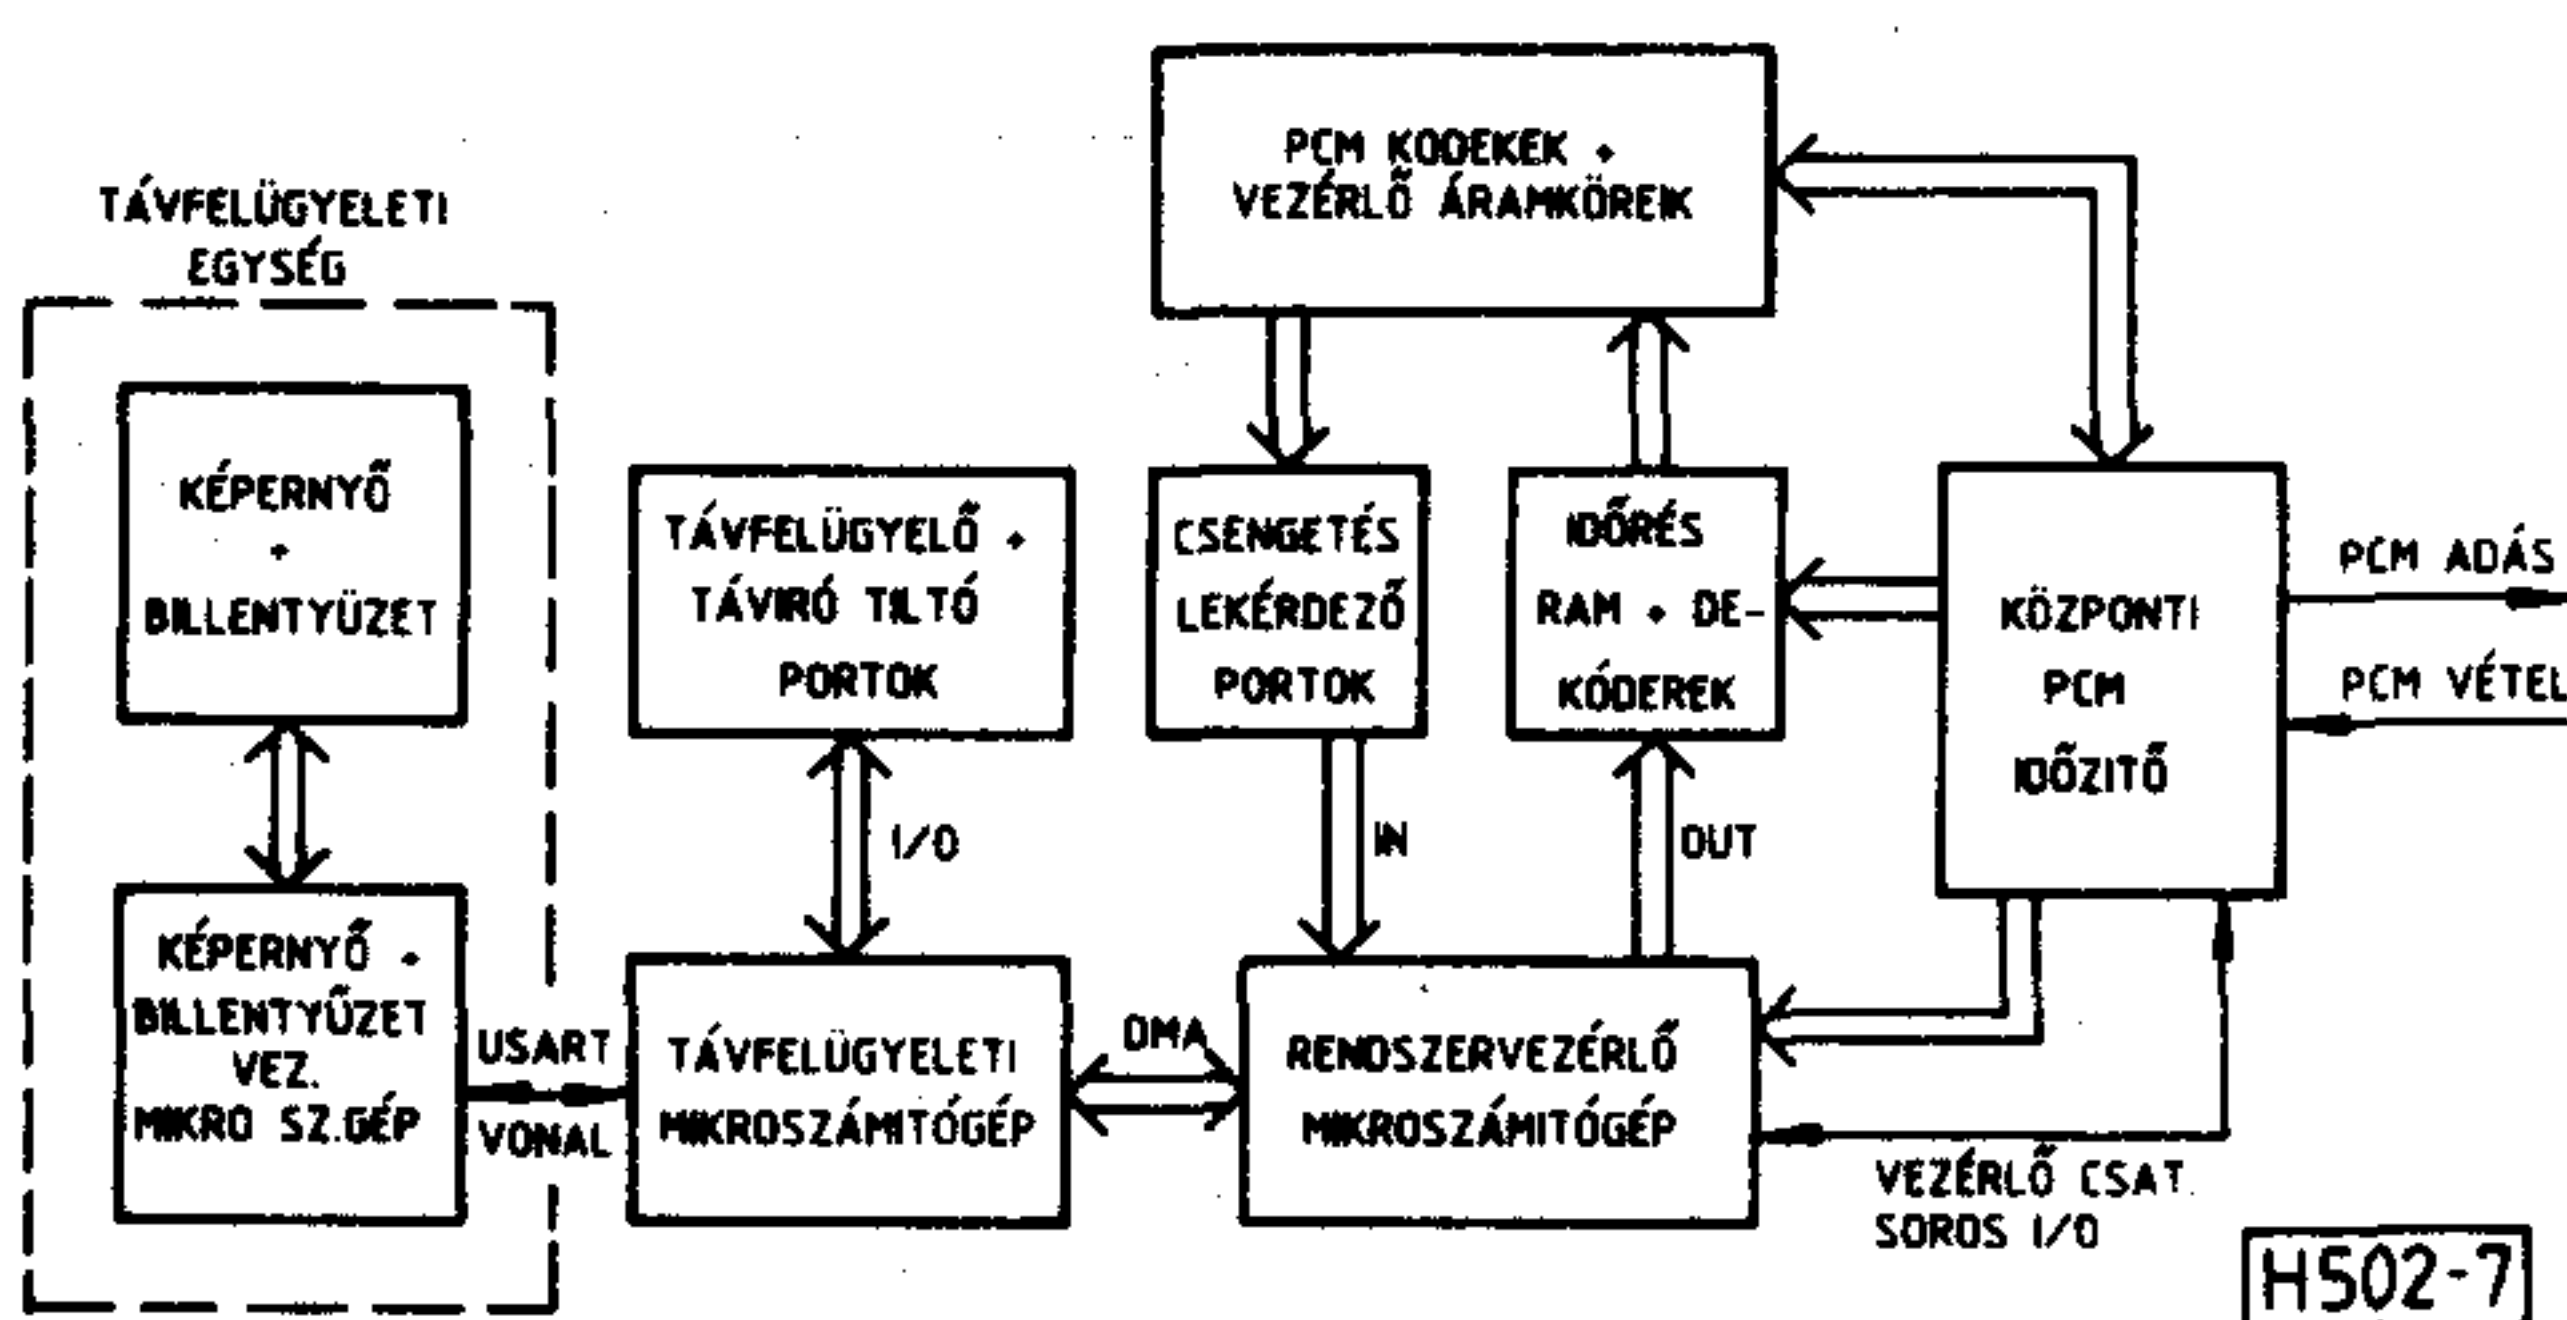 PCM KODEKEK +
VEZÉRLŐ ÁRAMKÖREIK
TÁVFELÜGYELETI
EGYSÉG
KÉPERNYŐ
+
BILLENTYÜZET
TÁVFELÜGYELŐ +
TÁVIRÓ TILTÓ
PORTOK
CSENGETÉS
LEKÉRDEZŐ
PORTOK
IDŐRÉS
RAM + DE-
KÓDEREK
KÖZPONTI
PCM
IDŐZITŐ
PCM ADÁS
PCM VÉTEL
I/O
IN
OUT
KÉPERNYŐ +
BILLENTYŰZET
VEZ.
MIKRO SZ.GÉP
USART
VONAL
TÁVFELÜGYELETI
MIKROSZÁMITÓGÉP
DMA
RENDSZERVEZÉRLŐ
MIKROSZÁMITÓGÉP
VEZÉRLŐ CSAT.
SOROS I/O
H502-7